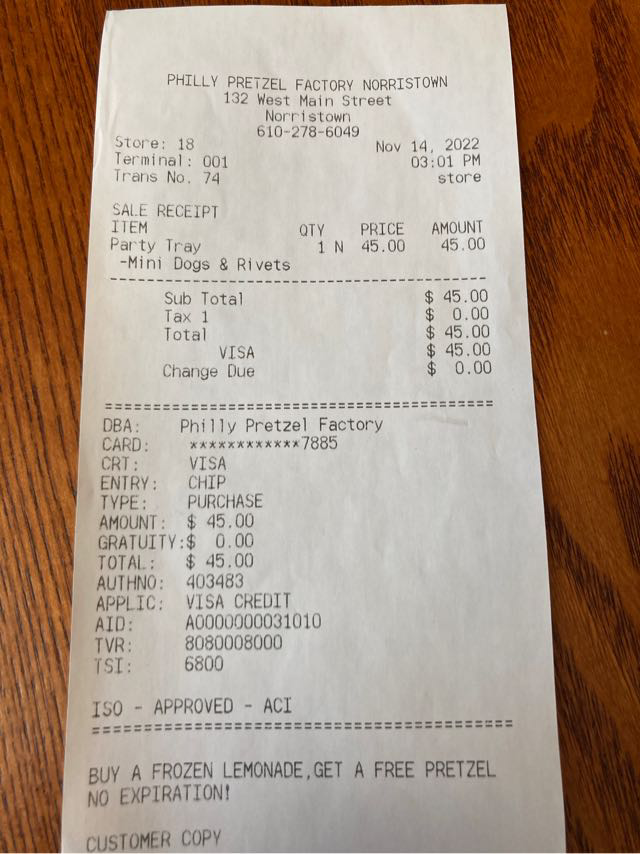 PHILLY PRETZEL FACTORY NORRISTOWN
132 West Main Street
Norristown
610-278-6049
Store: 18 Nov 14, 2022
Terminal: 001 03:01 PM
Trans No. 74 store
SALE RECEIPT
ITEM QTY PRICE AMOUNT
Party Tray 1 N 45.00 45.00
-Mini Dogs & Rivets
Sub Total $ 45.00
Tax 1 $ 0.00
Total $ 45.00
VISA $ 45.00
Change Due $ 0.00
DBA: Philly Pretzel Factory
CARD: ************7885
CRT: VISA
ENTRY: CHIP
TYPE: PURCHASE
AMOUNT: $ 45.00
GRATUITY:$ 0.00
TOTAL: $ 45.00
AUTHNO: 403483
APPLIC: VISA CREDIT
AID: A0000000031010
TVR: 8080008000
TSI: 6800
ISO - APPROVED - ACI
BUY A FROZEN LEMONADE,GET A FREE PRETZEL
NO EXPIRATION!
CUSTOMER COPY